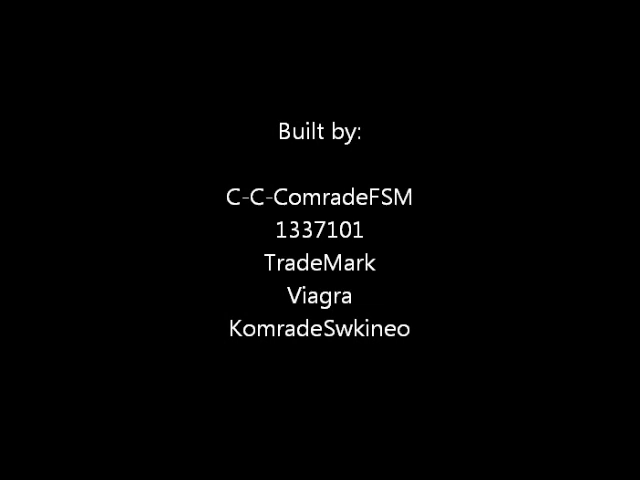 Built by:
C-C-ComradeFSM
1337101
TradeMark
Viagra
KomradeSwkineo